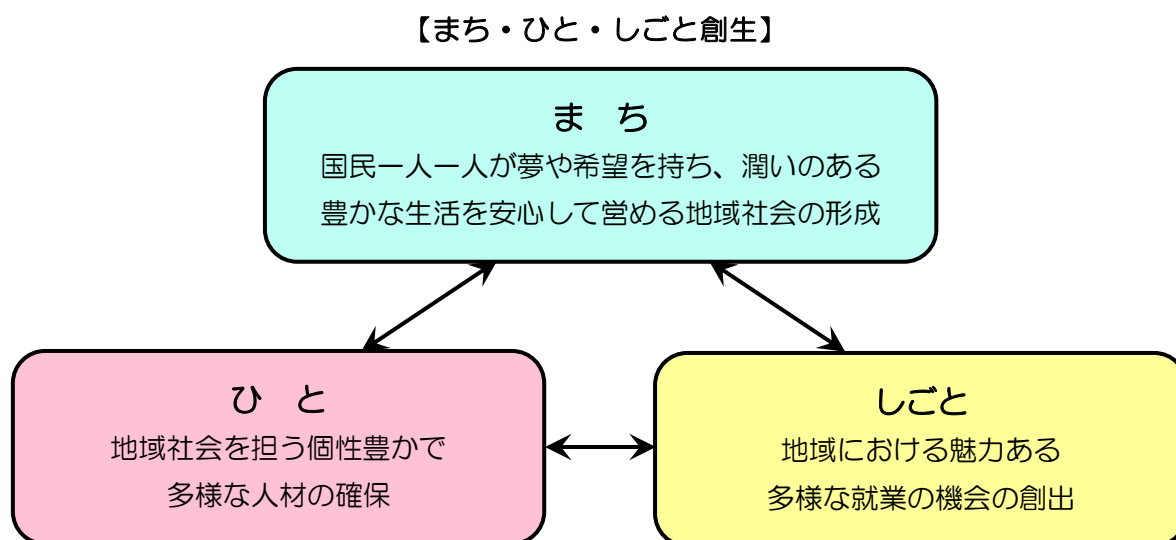 【まち・ひと・しごと創生】
ま ち
国民一人一人が夢や希望を持ち、潤いのある
豊かな生活を安心して営める地域社会の形成
ひ と
地域社会を担う個性豊かで
多様な人材の確保
しごと
地域における魅力ある
多様な就業の機会の創出